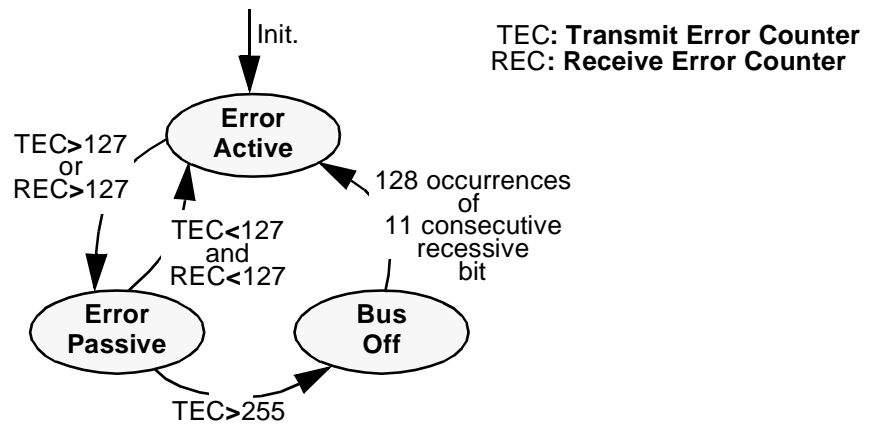 Init.
TEC: Transmit Error Counter
REC: Receive Error Counter
Error
Active
TEC>127
or
REC>127
TEC<127
and
REC<127
128 occurrences
of
11 consecutive
recessive
bit
Error
Passive
Bus
Off
TEC>255